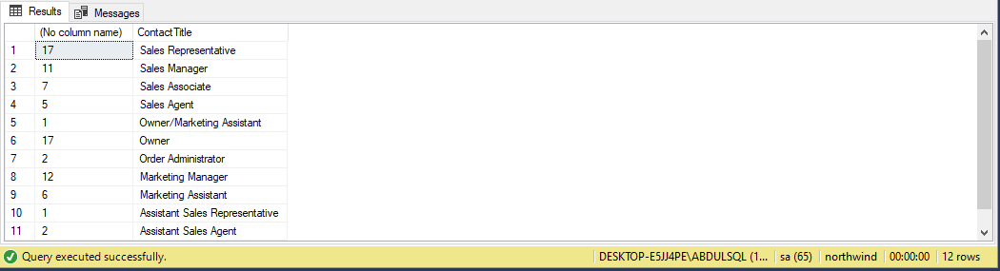 Results Messages
(No column name) ContactTitle
1 17 Sales Representative
2 11 Sales Manager
3 7 Sales Associate
4 5 Sales Agent
5 1 Owner/Marketing Assistant
6 17 Owner
7 2 Order Administrator
8 12 Marketing Manager
9 6 Marketing Assistant
10 1 Assistant Sales Representative
11 2 Assistant Sales Agent
Query executed successfully. DESKTOP-E5JJ4PE\ABDULSQL (1... sa (65) northwind 00:00:00 12 rows